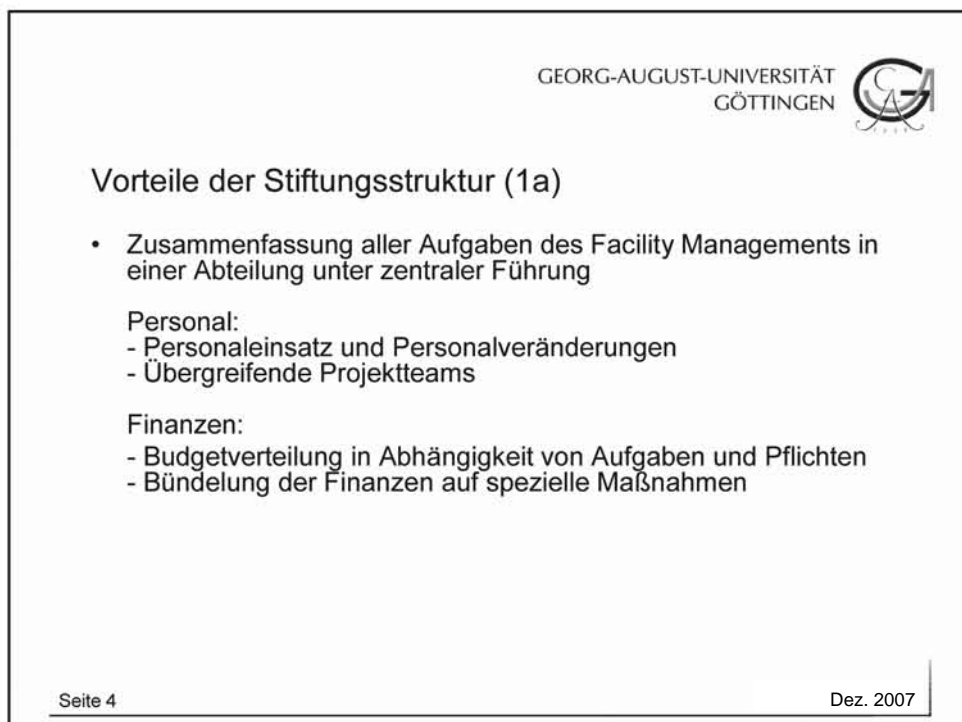 GEORG-AUGUST-UNIVERSITÄT
GÖTTINGEN
Vorteile der Stiftungsstruktur (1a)
• Zusammenfassung aller Aufgaben des Facility Managements in
einer Abteilung unter zentraler Führung
Personal:
- Personaleinsatz und Personalveränderungen
- Übergreifende Projektteams
Finanzen:
- Budgetverteilung in Abhängigkeit von Aufgaben und Pflichten
- Bündelung der Finanzen auf spezielle Maßnahmen
Seite 4
Dez. 2007